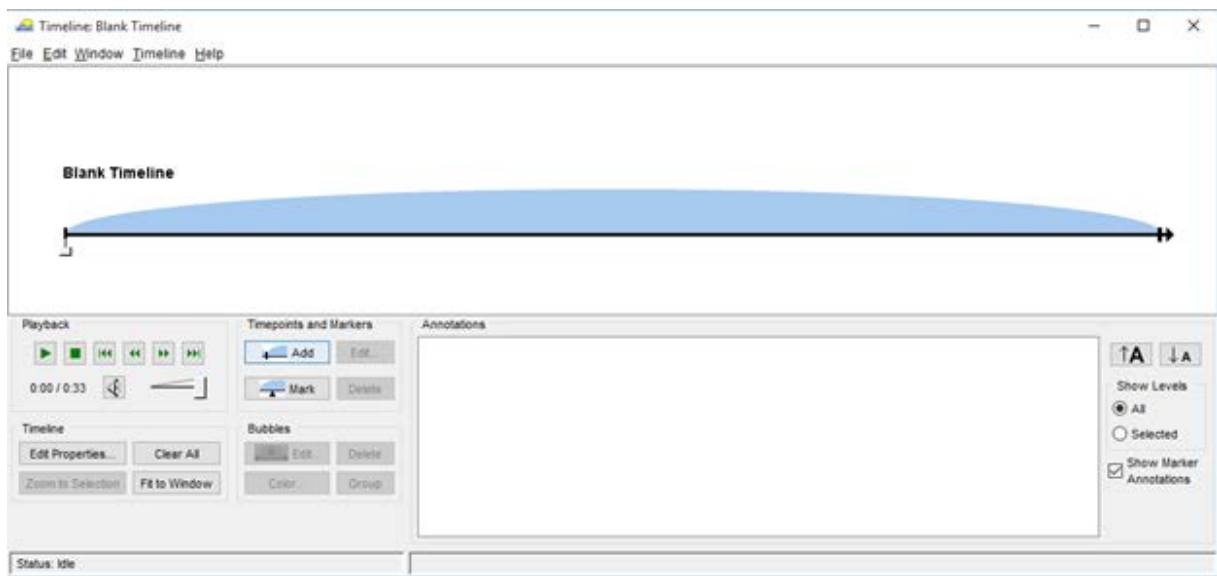 Timeline: Blank Timeline
File Edit Window Timeline Help
Blank Timeline
Playback
0:00 / 0:33
Timepoints and Markers
Add Edit...
Mark Delete
Annotations
↑A ↓A
Show Levels
All
Selected
Show Marker
Annotations
Timeline
Edit Properties... Clear All
Zoom to Selection Fit to Window
Bubbles
Edit... Delete
Color... Group
Status: Idle